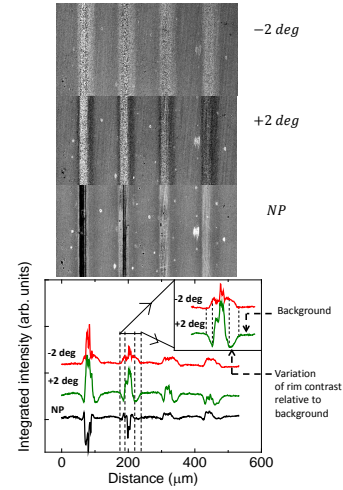 −2 deg
+2 deg
NP
Integrated intensity (arb. units)
-2 deg
+2 deg
NP
-2 deg
+2 deg
Background
Variation
of rim contrast
relative to
background
0 200 400 600
Distance (μm)